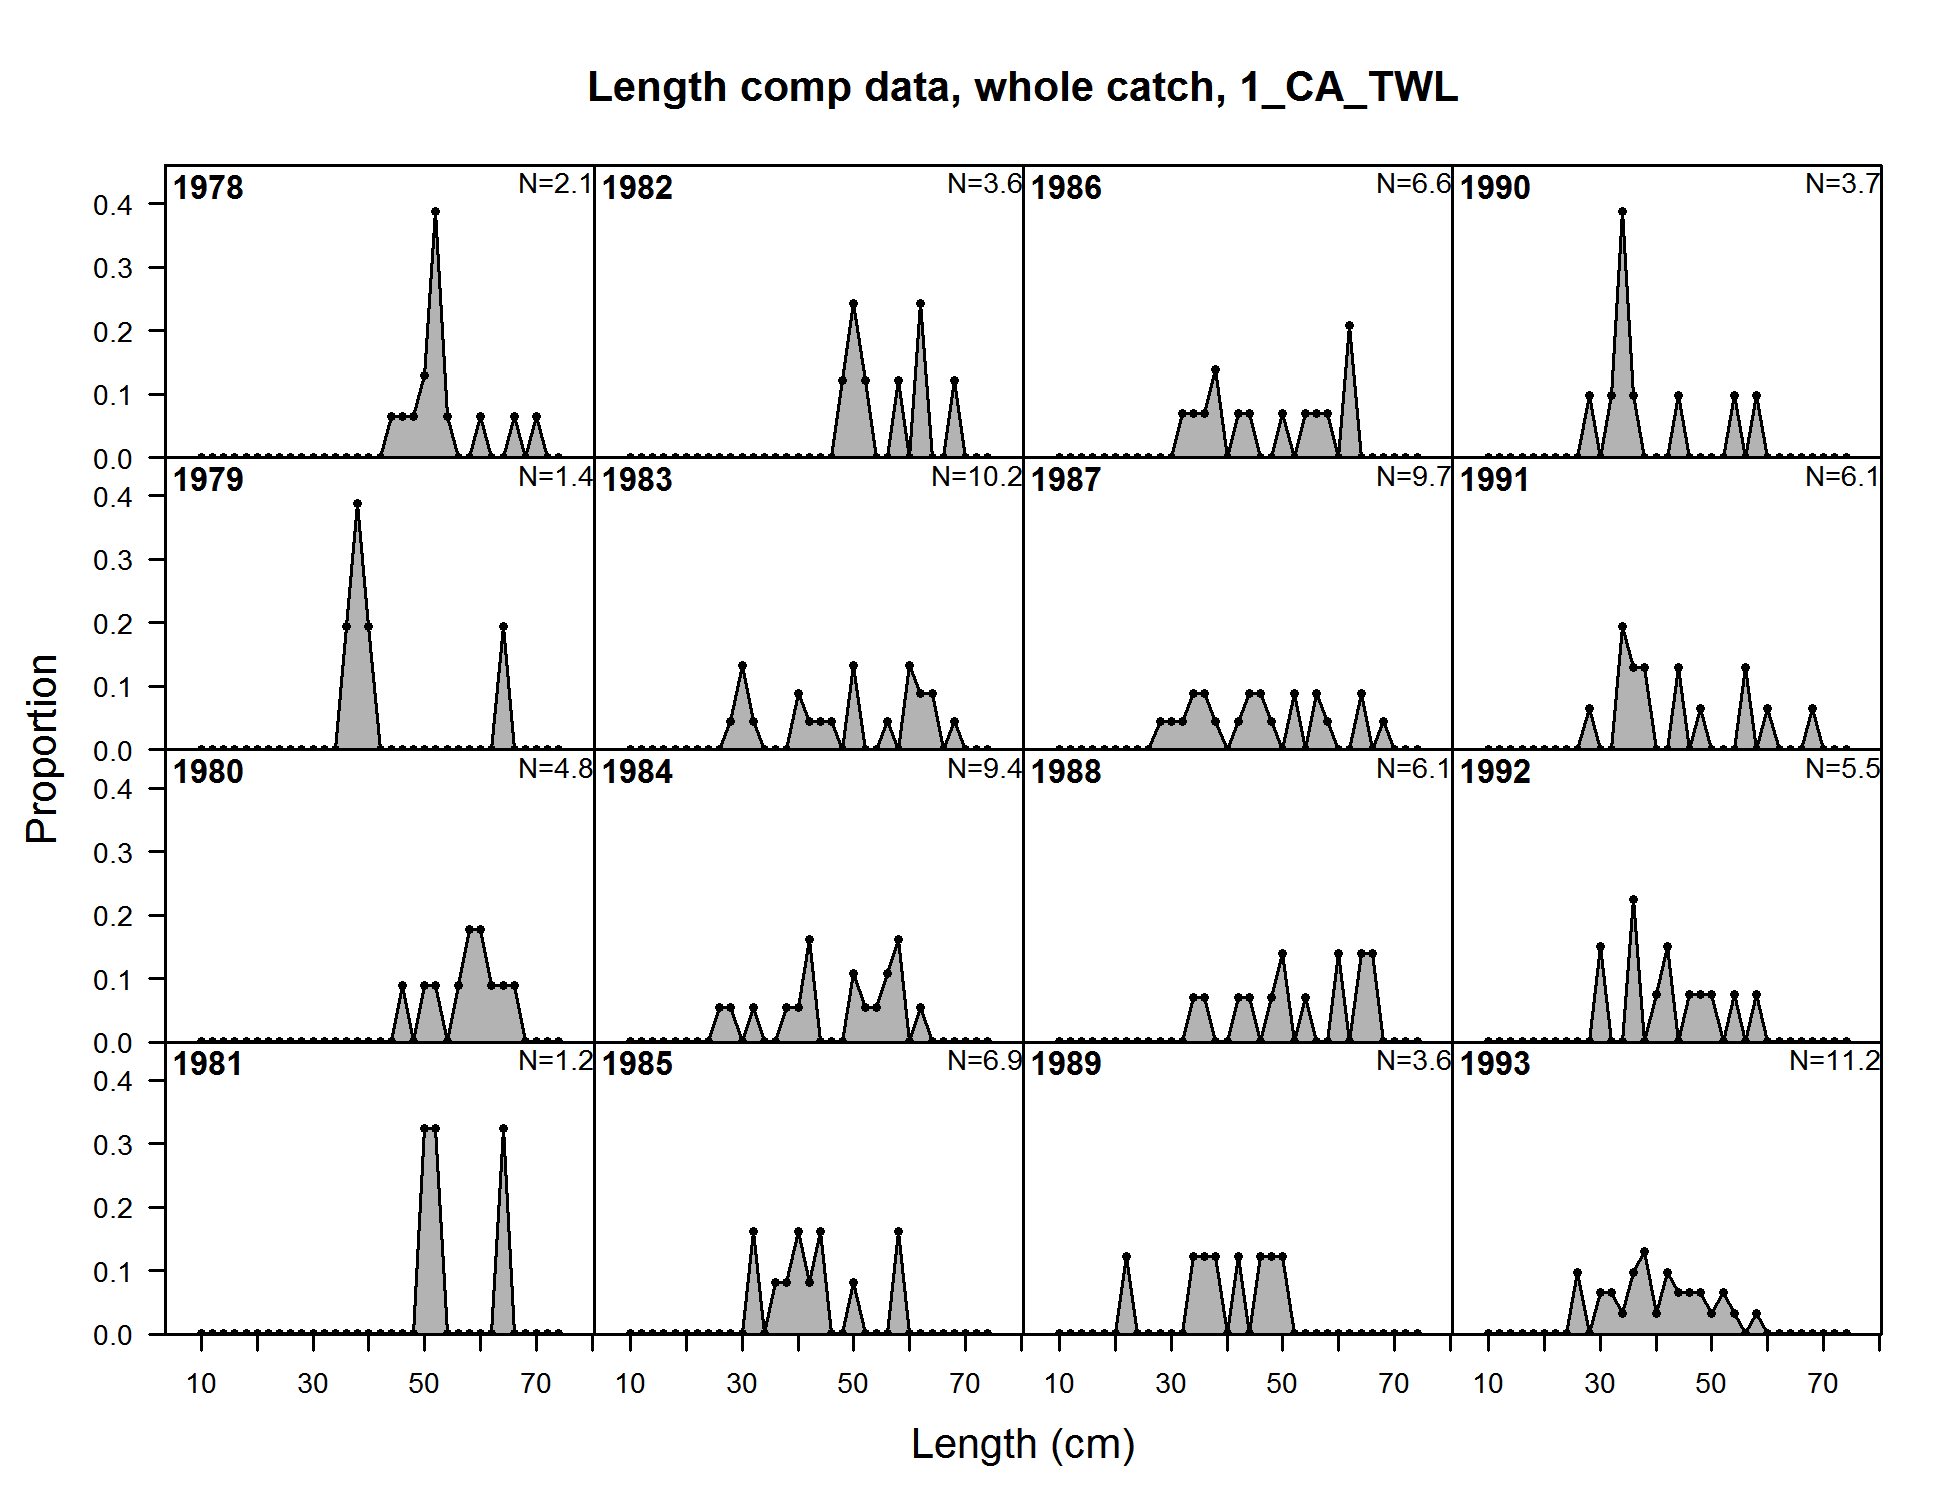 Length comp data, whole catch, 1_CA_TWL
1978 N=2.1 1982 N=3.6 1986 N=6.6 1990 N=3.7
0.4
0.3
0.2
0.1
0.0
1979 N=1.4 1983 N=10.2 1987 N=9.7 1991 N=6.1
0.4
0.3
0.2
0.1
0.0
1980 N=4.8 1984 N=9.4 1988 N=6.1 1992 N=5.5
0.4
0.3
0.2
0.1
0.0
1981 N=1.2 1985 N=6.9 1989 N=3.6 1993 N=11.2
0.4
0.3
0.2
0.1
0.0
Proportion
10 30 50 70 10 30 50 70 10 30 50 70 10 30 50 70
Length (cm)